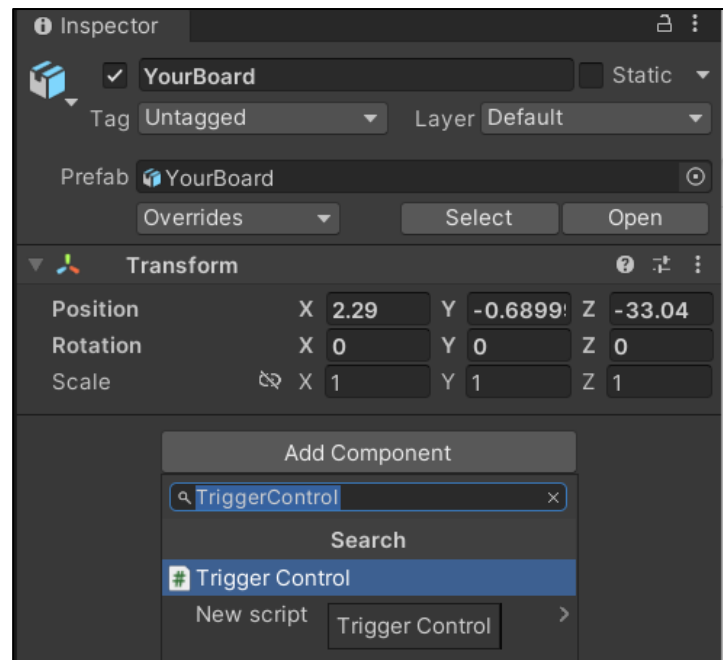 Inspector
YourBoard Static
Tag Untagged Layer Default
Prefab YourBoard
Overrides Select Open
Transform
Position X 2.29 Y -0.6899 Z -33.04
Rotation X 0 Y 0 Z 0
Scale X 1 Y 1 Z 1
Add Component
TriggerControl
Search
Trigger Control
New script
Trigger Control